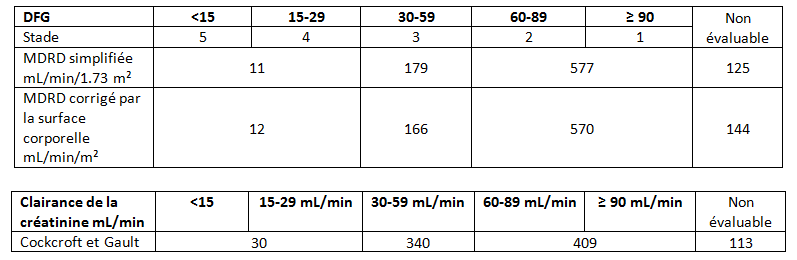 DFG <15 15-29 30-59 60-89 ≥ 90 Non évaluable
Stade 5 4 3 2 1
MDRD simplifiée
mL/min/1.73 m²
11 179 577 125
MDRD corrigé par
la surface
corporelle
mL/min/m²
12 166 570 144
Clairance de la
créatinine mL/min
<15 15-29 mL/min 30-59 mL/min 60-89 mL/min ≥ 90 mL/min Non évaluable
Cockcroft et Gault 30 340 409 113